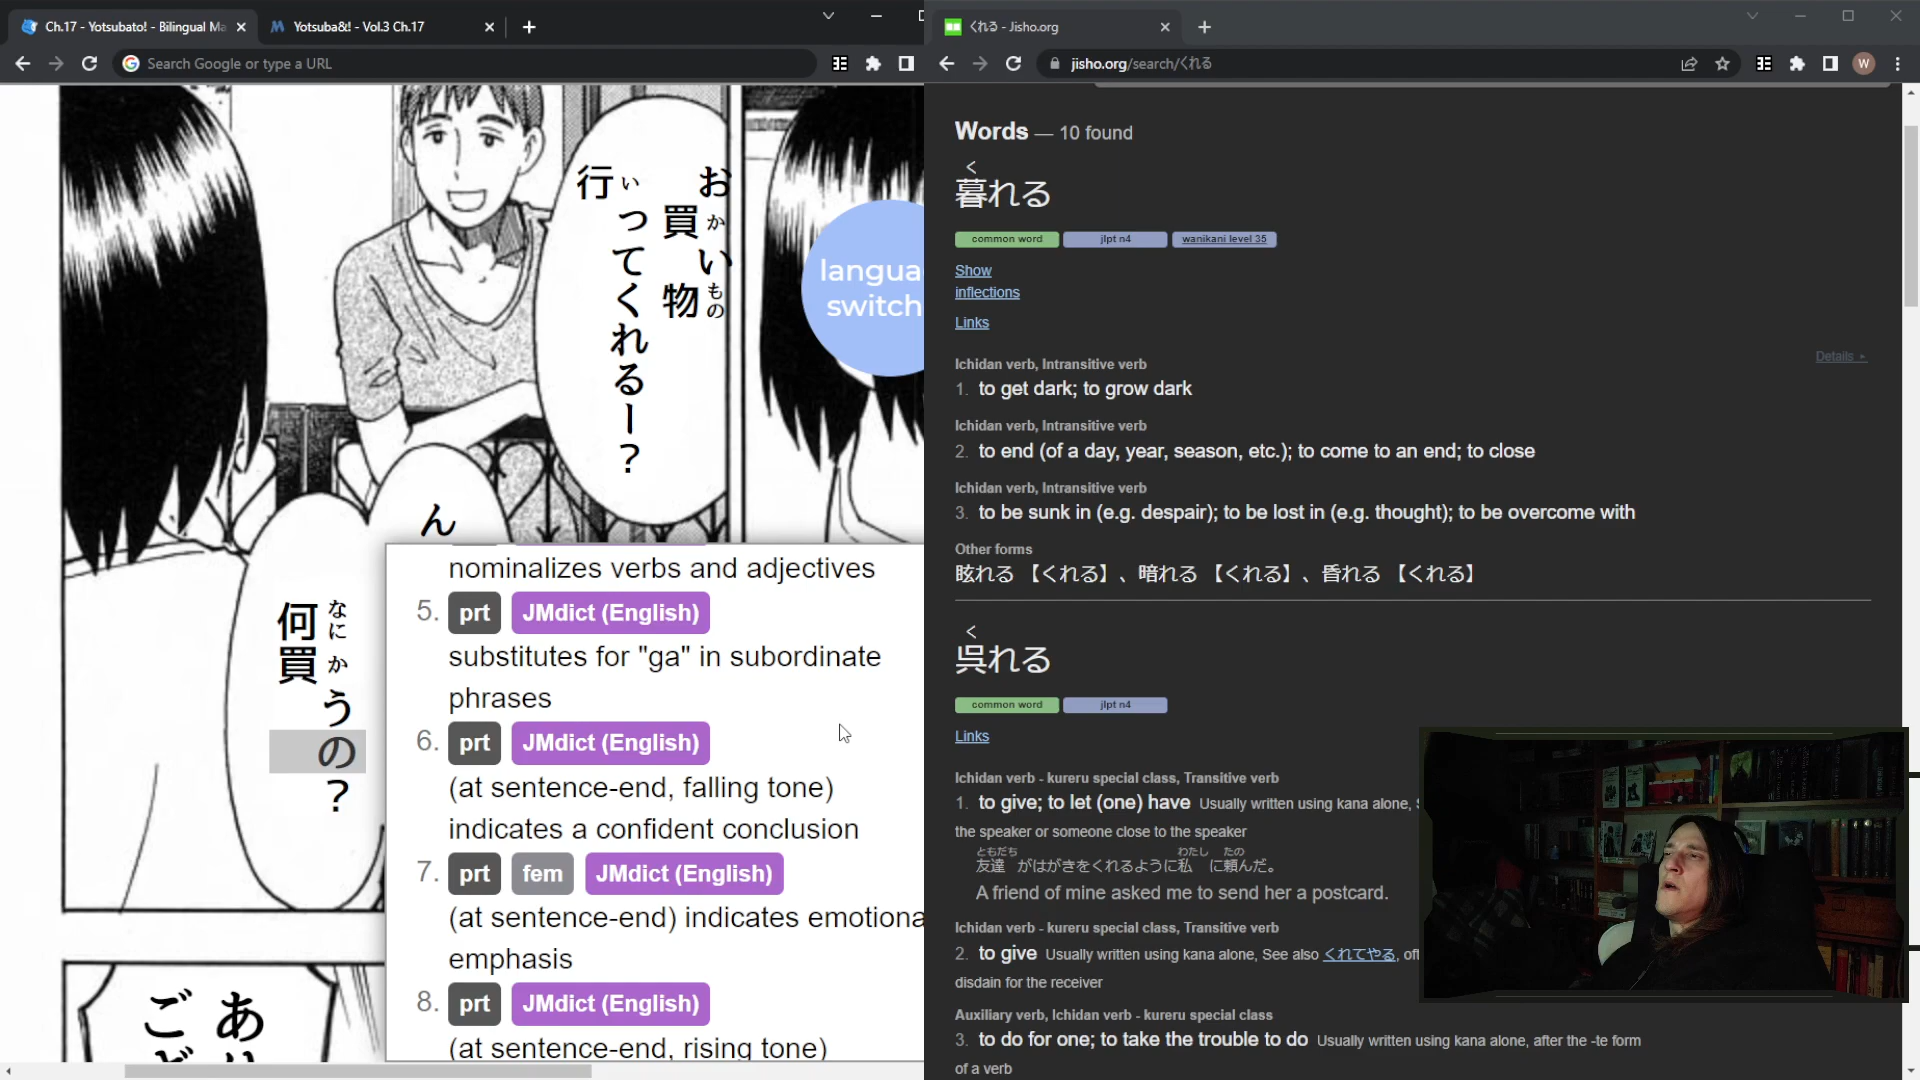 Ch.17 - Yotsubato! - Bilingual Ma
Yotsuba&! - Vol.3 Ch.17
くれる - Jisho.org
Search Google or type a URL
jisho.org/search/くれる
W
お買い物
かもの
行ってくれるー？
い
langua
switch
ん
何買うの？
なにか
あ
ご
nominalizes verbs and adjectives
5. prt JMdict (English)
substitutes for "ga" in subordinate
phrases
6. prt JMdict (English)
(at sentence-end, falling tone)
indicates a confident conclusion
7. prt fem JMdict (English)
(at sentence-end) indicates emotiona
emphasis
8. prt JMdict (English)
(at sentence-end, rising tone)
Words — 10 found
く
暮れる
common word jlpt n4 wanikani level 35
Show
inflections
Links
Details ▸
Ichidan verb, Intransitive verb
1. to get dark; to grow dark
Ichidan verb, Intransitive verb
2. to end (of a day, year, season, etc.); to come to an end; to close
Ichidan verb, Intransitive verb
3. to be sunk in (e.g. despair); to be lost in (e.g. thought); to be overcome with
Other forms
眩れる 【くれる】、暗れる 【くれる】、昏れる 【くれる】
く
呉れる
common word jlpt n4
Links
Ichidan verb - kureru special class, Transitive verb
1. to give; to let (one) have Usually written using kana alone,
the speaker or someone close to the speaker
ともだち わたし たの
友達がはがきをくれるように私に頼んだ。
A friend of mine asked me to send her a postcard.
Ichidan verb - kureru special class, Transitive verb
2. to give Usually written using kana alone, See also くれてやる, of
disdain for the receiver
Auxiliary verb, Ichidan verb - kureru special class
3. to do for one; to take the trouble to do Usually written using kana alone, after the -te form
of a verb